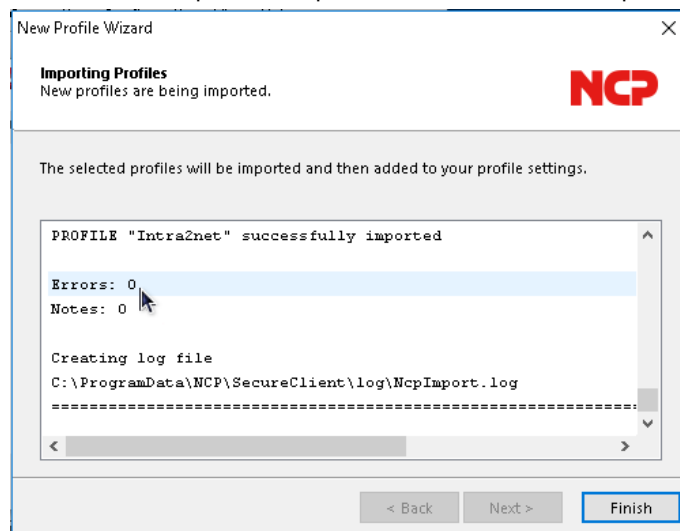 New Profile Wizard
Importing Profiles
New profiles are being imported.
NCP
The selected profiles will be imported and then added to your profile settings.
PROFILE "Intra2net" successfully imported
Errors: 0
Notes: 0
Creating log file
C:\ProgramData\NCP\SecureClient\log\NcpImport.log
==============================================================
< Back
Next >
Finish